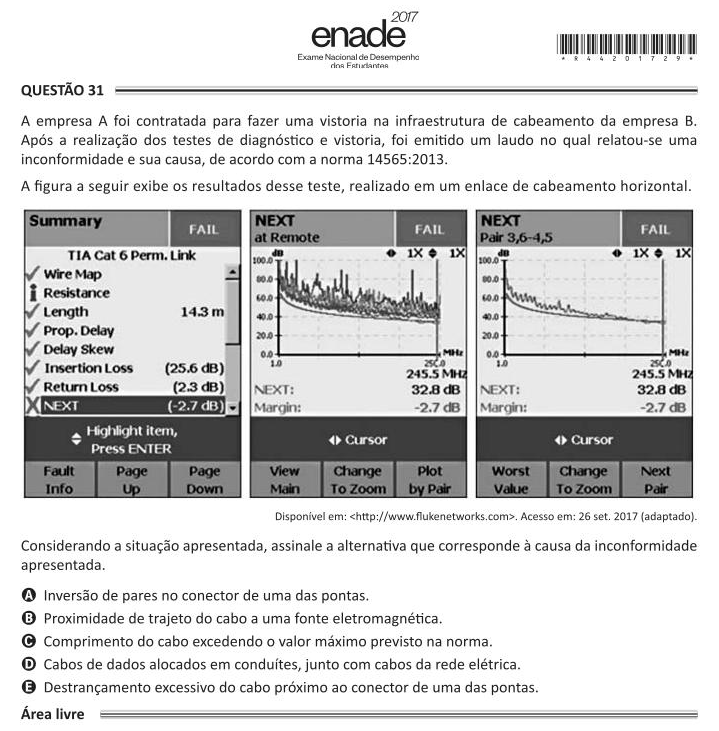 enade 2017
Exame Nacional de Desempenho
dos Estudantes
* R 4 4 2 0 1 7 2 9 *
QUESTÃO 31
A empresa A foi contratada para fazer uma vistoria na infraestrutura de cabeamento da empresa B.
Após a realização dos testes de diagnóstico e vistoria, foi emitido um laudo no qual relatou-se uma
inconformidade e sua causa, de acordo com a norma 14565:2013.
A figura a seguir exibe os resultados desse teste, realizado em um enlace de cabeamento horizontal.
Summary
FAIL
TIA Cat 6 Perm. Link
Wire Map
Resistance
Length 14.3 m
Prop. Delay
Delay Skew
Insertion Loss (25.6 dB)
Return Loss (2.3 dB)
NEXT (-2.7 dB)
Highlight item,
Press ENTER
Fault Info
Page Up
Page Down
NEXT
at Remote
FAIL
dB
1X 1X
100.0
80.0
60.0
40.0
20.0
0.0
MHz
1.0 250.0
245.5 MHz
NEXT: 32.8 dB
Margin: -2.7 dB
Cursor
View Main
Change To Zoom
Plot by Pair
NEXT
Pair 3,6-4,5
FAIL
dB
1X 1X
100.0
80.0
60.0
40.0
20.0
0.0
MHz
1.0 250.0
245.5 MHz
NEXT: 32.8 dB
Margin: -2.7 dB
Cursor
Worst Value
Change To Zoom
Next Pair
Disponível em: <http://www.flukenetworks.com>. Acesso em: 26 set. 2017 (adaptado).
Considerando a situação apresentada, assinale a alternativa que corresponde à causa da inconformidade
apresentada.
A Inversão de pares no conector de uma das pontas.
B Proximidade de trajeto do cabo a uma fonte eletromagnética.
C Comprimento do cabo excedendo o valor máximo previsto na norma.
D Cabos de dados alocados em conduítes, junto com cabos da rede elétrica.
E Destrançamento excessivo do cabo próximo ao conector de uma das pontas.
Área livre